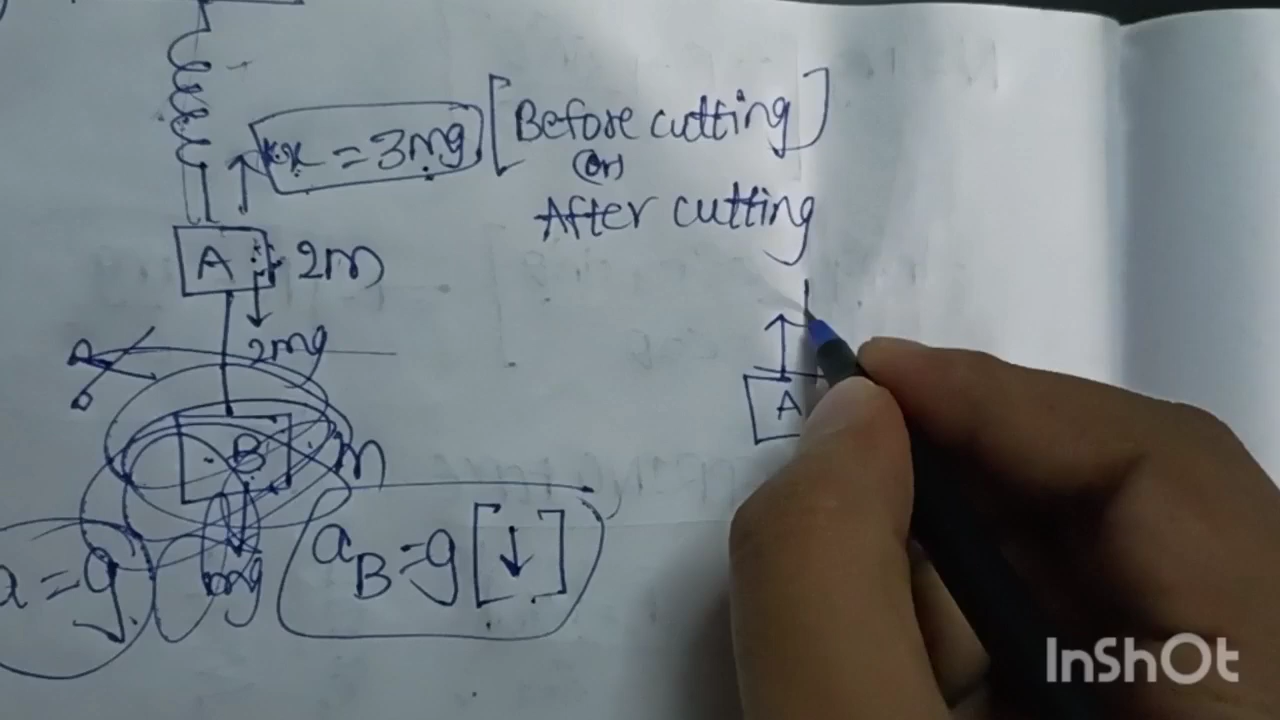 kx = 3mg [Before cutting]
(or)
After cutting
A 2m
2mg
A
B m
mg
a = g
aB = g [↓]
InShOt